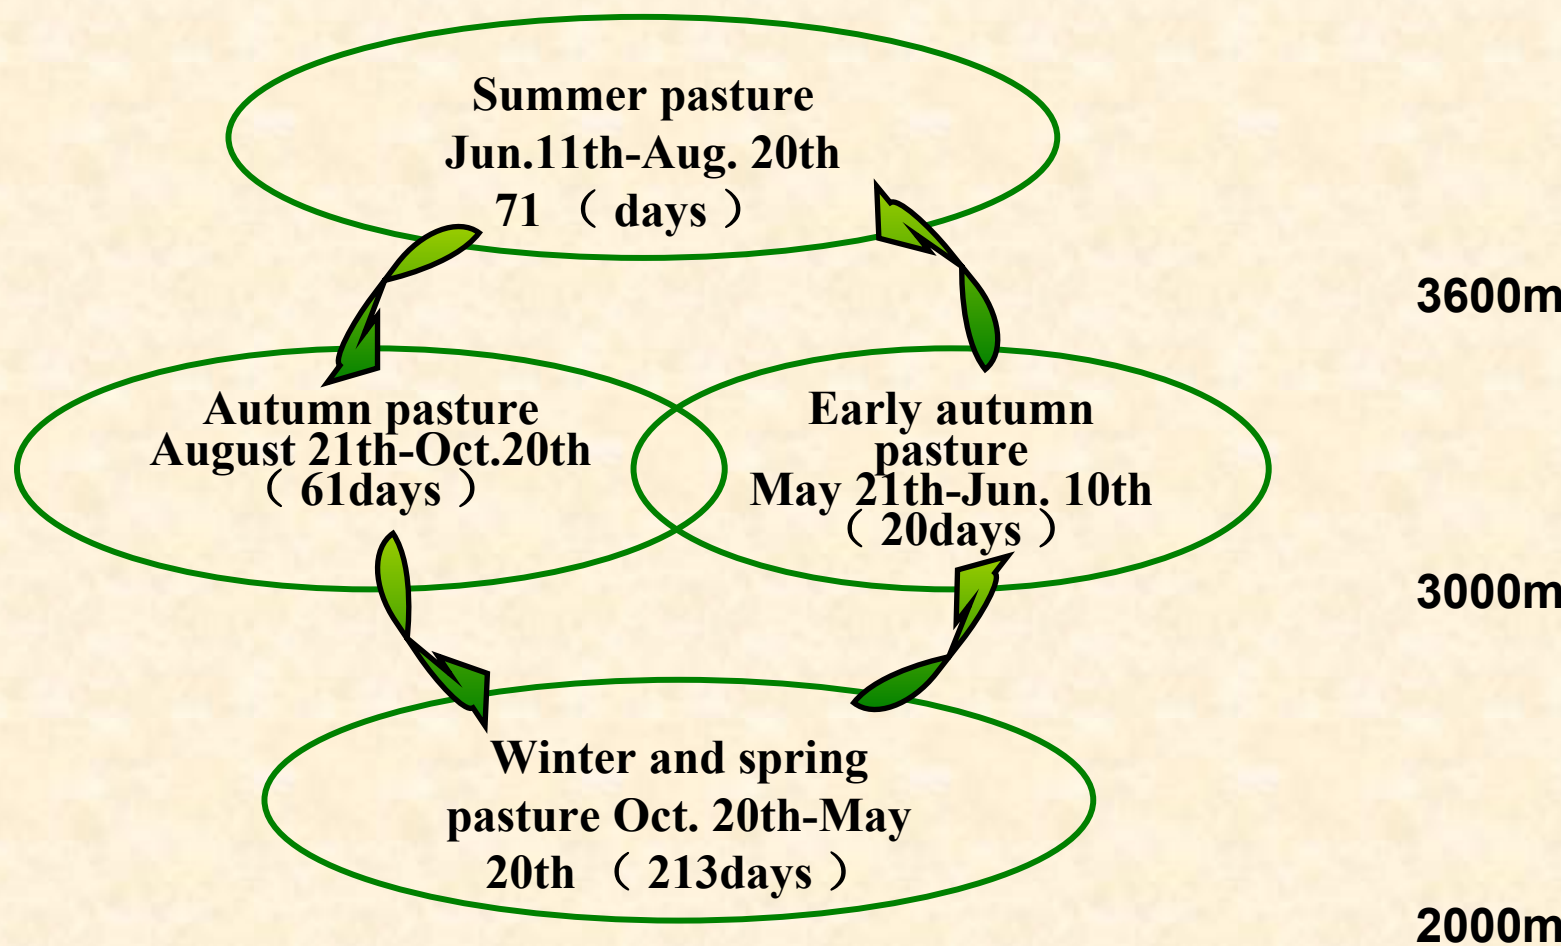 Summer pasture
Jun.11th-Aug. 20th
71 （ days ）
3600m
Autumn pasture
August 21th-Oct.20th
（ 61days ）
Early autumn
pasture
May 21th-Jun. 10th
（ 20days ）
3000m
Winter and spring
pasture Oct. 20th-May
20th （ 213days ）
2000m